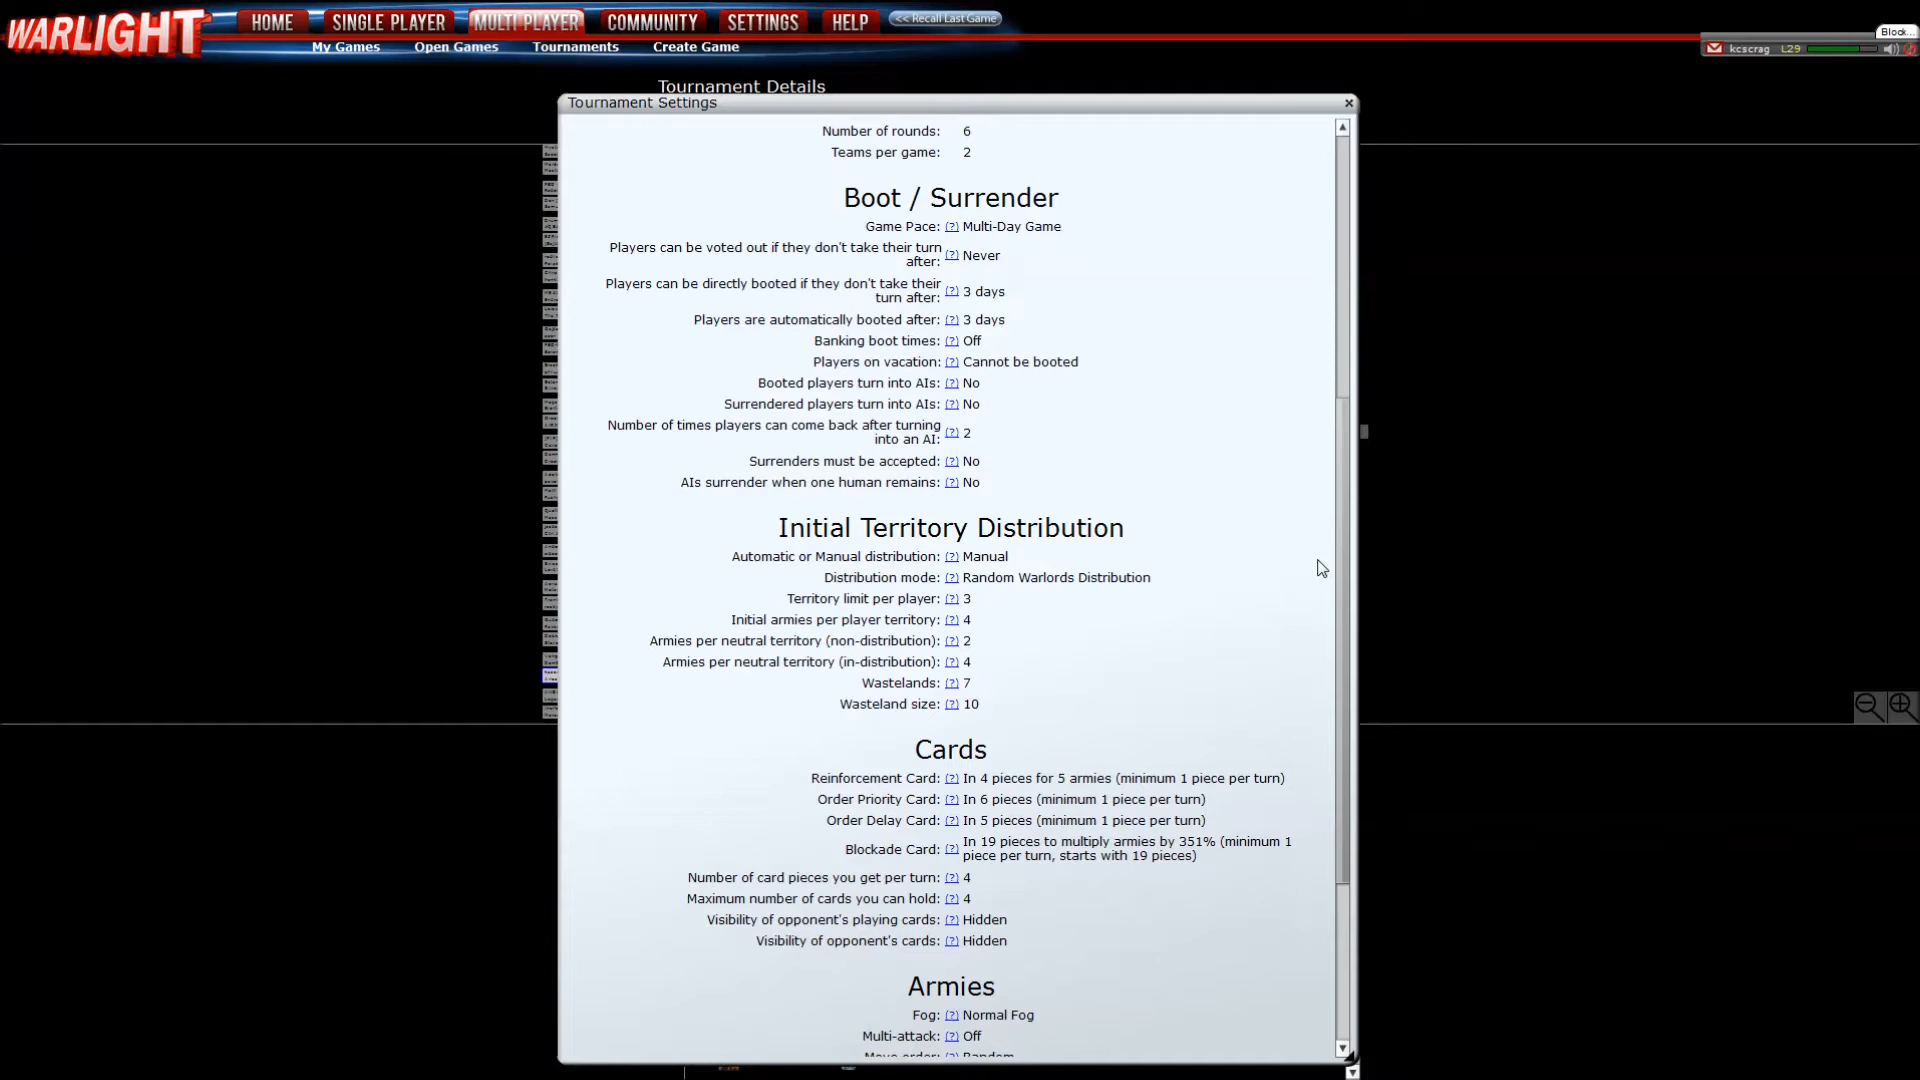 WARLIGHT
HOME SINGLE PLAYER MULTI PLAYER COMMUNITY SETTINGS HELP << Recall Last Game
My Games Open Games Tournaments Create Game
Block...
kcscrag L29
Tournament Details
Tournament Settings
Number of rounds: 6
Teams per game: 2
Boot / Surrender
Game Pace: (?) Multi-Day Game
Players can be voted out if they don't take their turn
after: (?) Never
Players can be directly booted if they don't take their
turn after: (?) 3 days
Players are automatically booted after: (?) 3 days
Banking boot times: (?) Off
Players on vacation: (?) Cannot be booted
Booted players turn into AIs: (?) No
Surrendered players turn into AIs: (?) No
Number of times players can come back after turning
into an AI: (?) 2
Surrenders must be accepted: (?) No
AIs surrender when one human remains: (?) No
Initial Territory Distribution
Automatic or Manual distribution: (?) Manual
Distribution mode: (?) Random Warlords Distribution
Territory limit per player: (?) 3
Initial armies per player territory: (?) 4
Armies per neutral territory (non-distribution): (?) 2
Armies per neutral territory (in-distribution): (?) 4
Wastelands: (?) 7
Wasteland size: (?) 10
Cards
Reinforcement Card: (?) In 4 pieces for 5 armies (minimum 1 piece per turn)
Order Priority Card: (?) In 6 pieces (minimum 1 piece per turn)
Order Delay Card: (?) In 5 pieces (minimum 1 piece per turn)
Blockade Card: (?) In 19 pieces to multiply armies by 351% (minimum 1
piece per turn, starts with 19 pieces)
Number of card pieces you get per turn: (?) 4
Maximum number of cards you can hold: (?) 4
Visibility of opponent's playing cards: (?) Hidden
Visibility of opponent's cards: (?) Hidden
Armies
Fog: (?) Normal Fog
Multi-attack: (?) Off
Move order: (?) Random